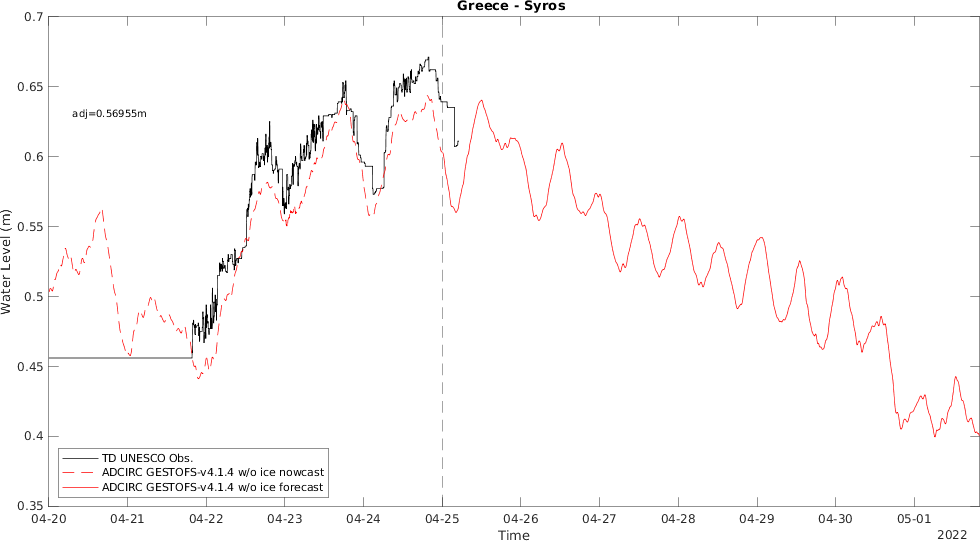 Greece - Syros
0.7
0.65
0.6
0.55
0.5
0.45
0.4
0.35
Water Level (m)
adj=0.56955m
TD UNESCO Obs.
ADCIRC GESTOFS-v4.1.4 w/o ice nowcast
ADCIRC GESTOFS-v4.1.4 w/o ice forecast
04-20 04-21 04-22 04-23 04-24 04-25 04-26 04-27 04-28 04-29 04-30 05-01
Time
2022